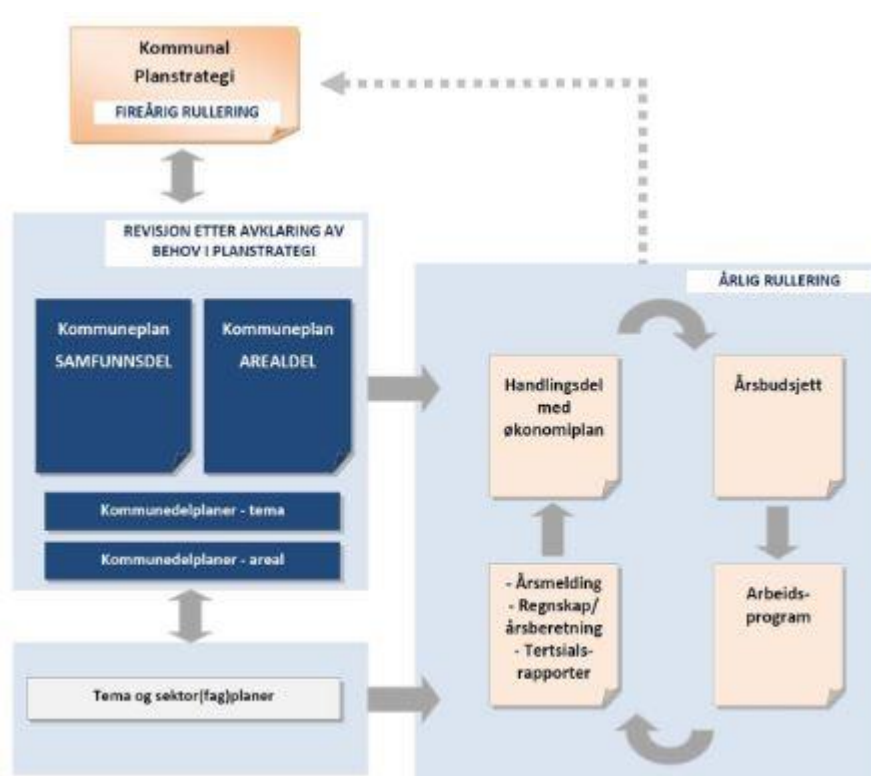 Kommunal
Planstrategi
FIREÅRIG RULLERING
REVISJON ETTER AVKLARING AV
BEHOV I PLANSTRATEGI
Kommuneplan
SAMFUNNSDEL
Kommuneplan
AREALDEL
Kommunedelplaner - tema
Kommunedelplaner - areal
Tema og sektor(fag)planer
ÅRLIG RULLERING
Handlingsdel
med
økonomiplan
Årsbudsjett
- Årsmelding
- Regnskap/
årsberetning
- Tertsials-
rapporter
Arbeids-
program